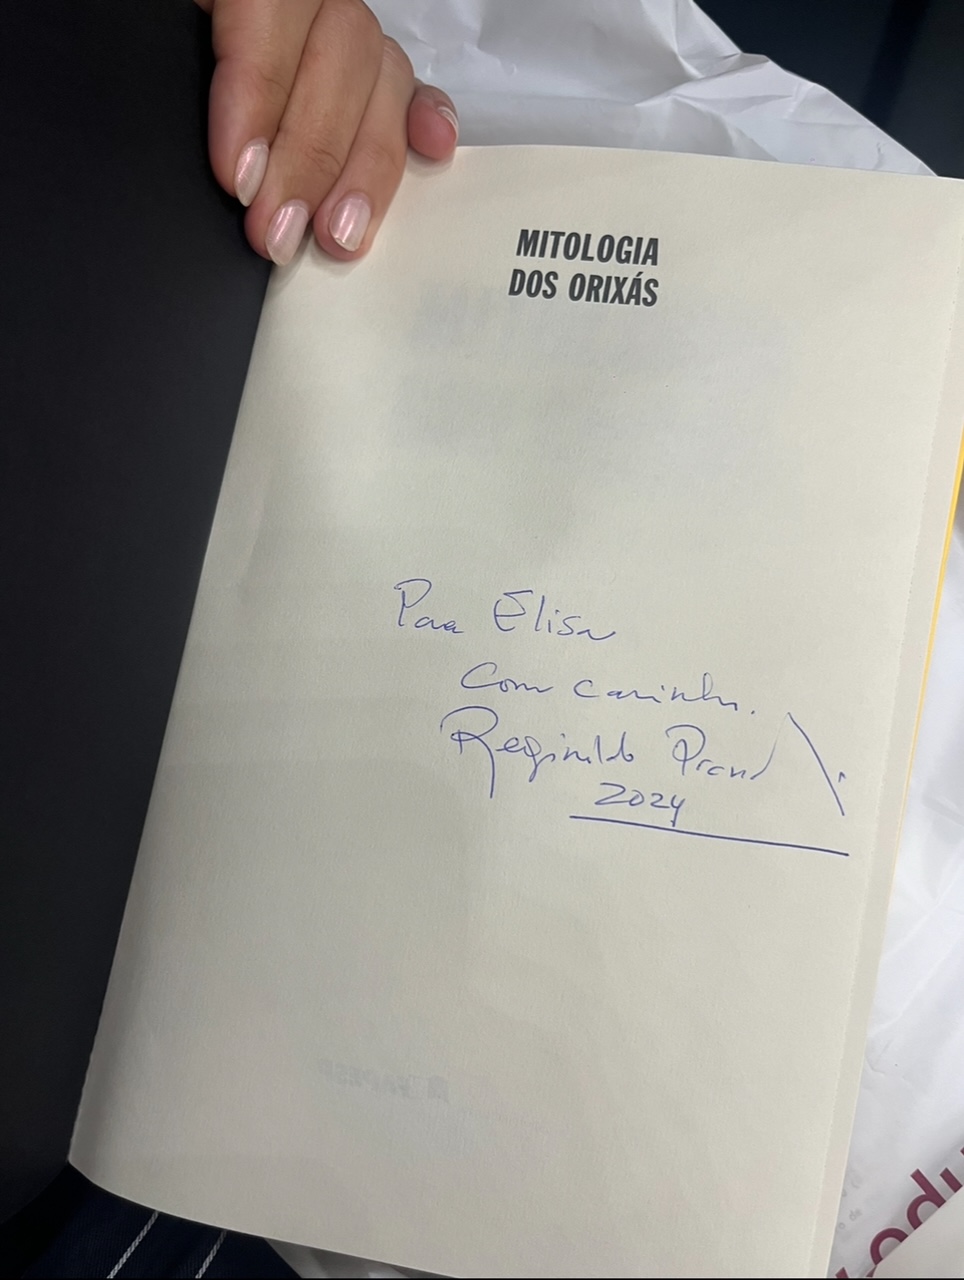 MITOLOGIA
DOS ORIXÁS
Para Elisa
Com carinho.
Reginaldo Prandi
2024